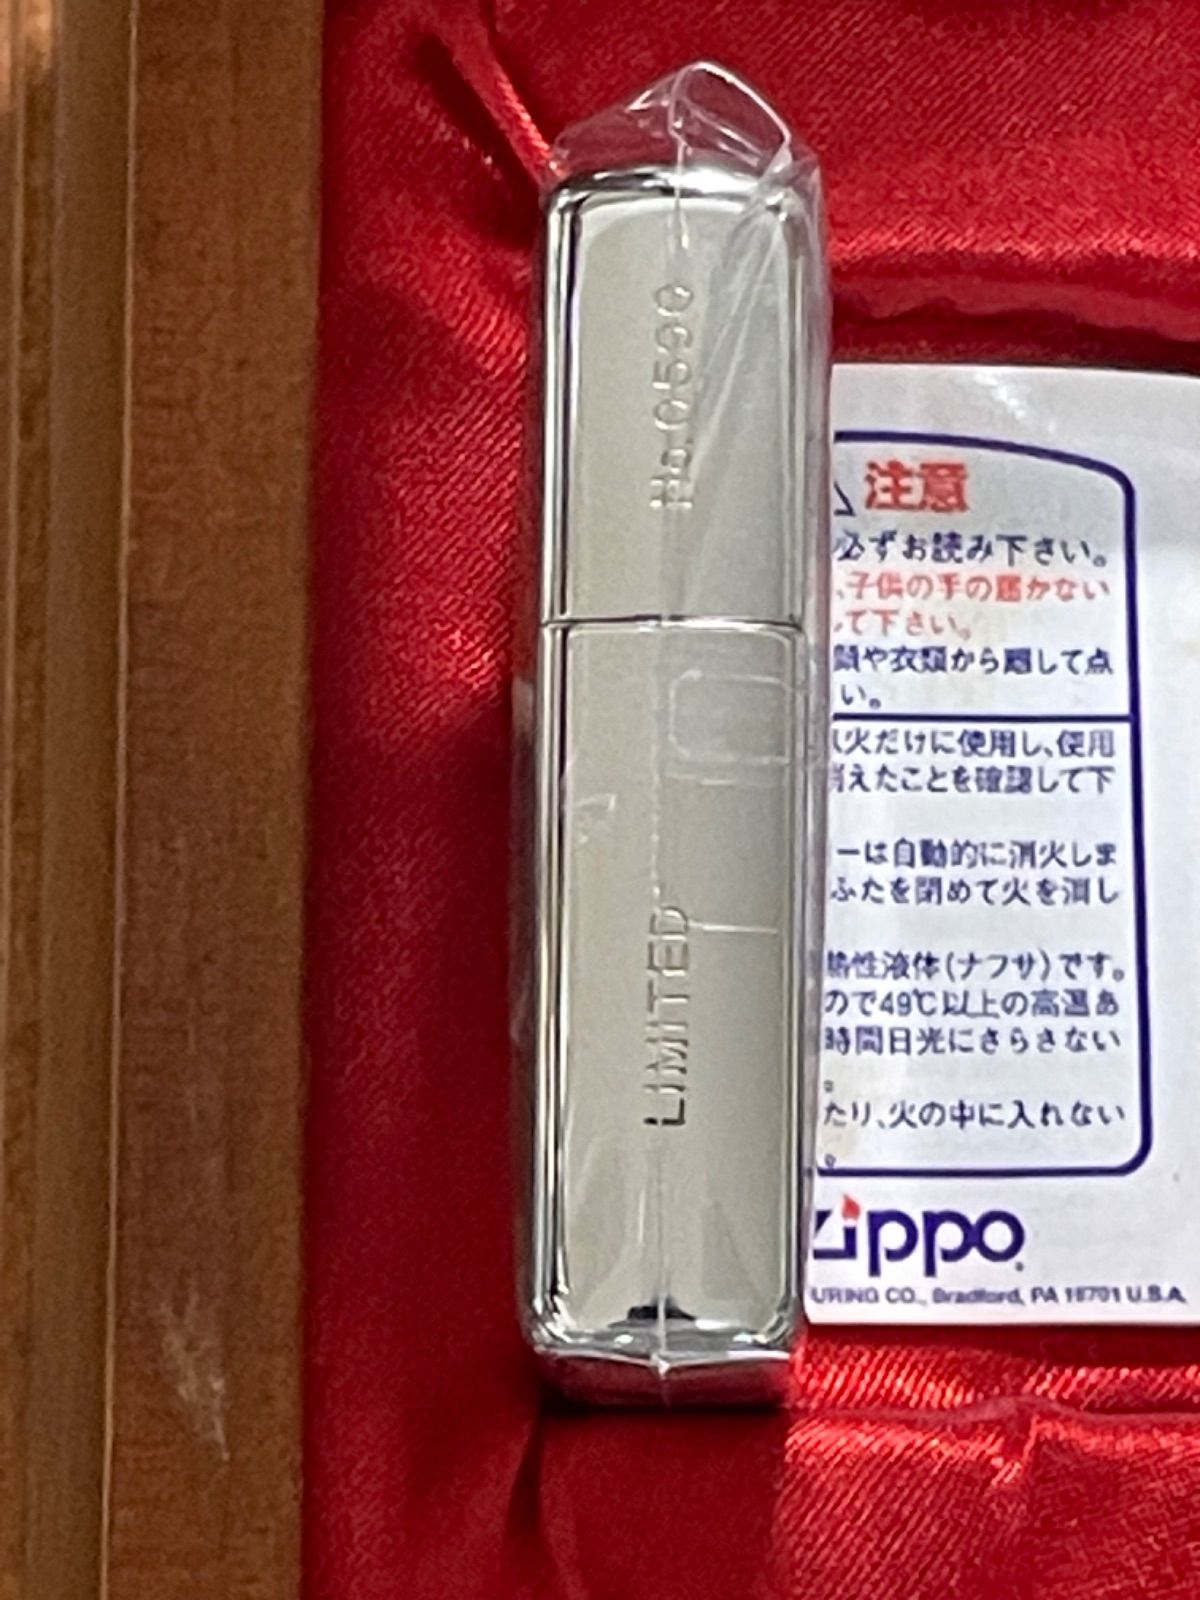 No.0590
LIMITED
注意
必ずお読み下さい。
、子供の手の届かない
て下さい。
顔や衣類から離して点
い。
火だけに使用し、使用
消えたことを確認して下
ーは自動的に消火しま
ふたを閉めて火を消し
燃性液体(ナフサ)です。
ので49℃以上の高温あ
時間日光にさらさない
。
たり、火の中に入れない
。
zippo
URING CO., Bradford, PA 16701 U.S.A.